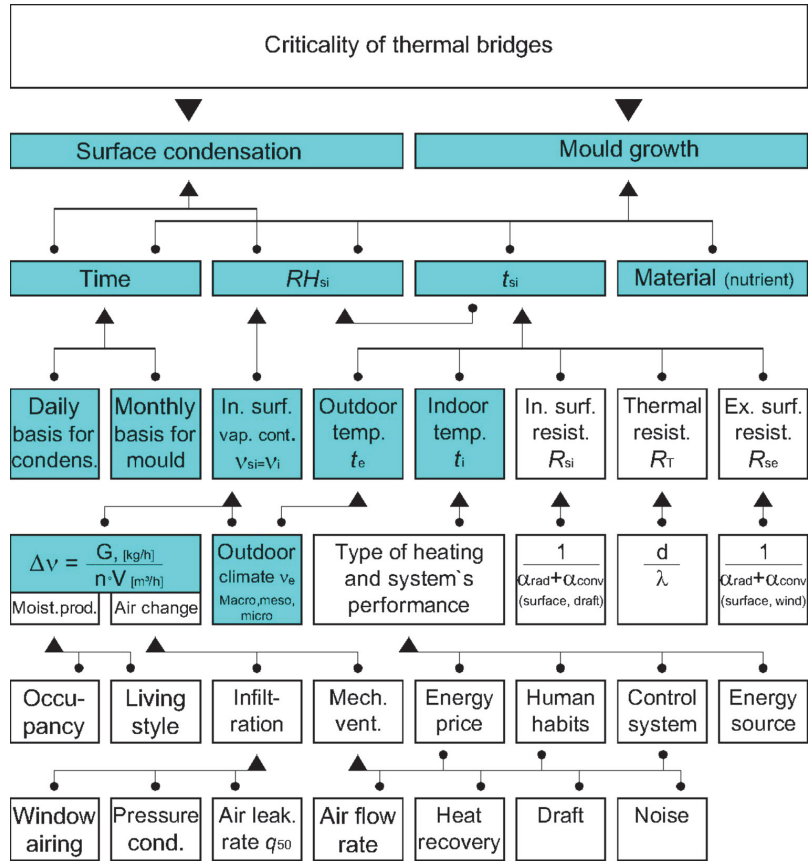 Criticality of thermal bridges
Surface condensation
Mould growth
Time
RHsi
tsi
Material (nutrient)
Daily
basis for
condens.
Monthly
basis for
mould
In. surf.
vap. cont.
νsi=νi
Outdoor
temp.
te
Indoor
temp.
ti
In. surf.
resist.
Rsi
Thermal
resist.
RT
Ex. surf.
resist.
Rse
Δν = G, [kg/h]
n·V [m³/h]
Moist.prod.
Air change
Outdoor
climate νe
Macro,meso,
micro
Type of heating
and system`s
performance
1
αrad+αconv
(surface, draft)
d
λ
1
αrad+αconv
(surface, wind)
Occu-
pancy
Living
style
Infilt-
ration
Mech.
vent.
Energy
price
Human
habits
Control
system
Energy
source
Window
airing
Pressure
cond.
Air leak.
rate q50
Air flow
rate
Heat
recovery
Draft
Noise